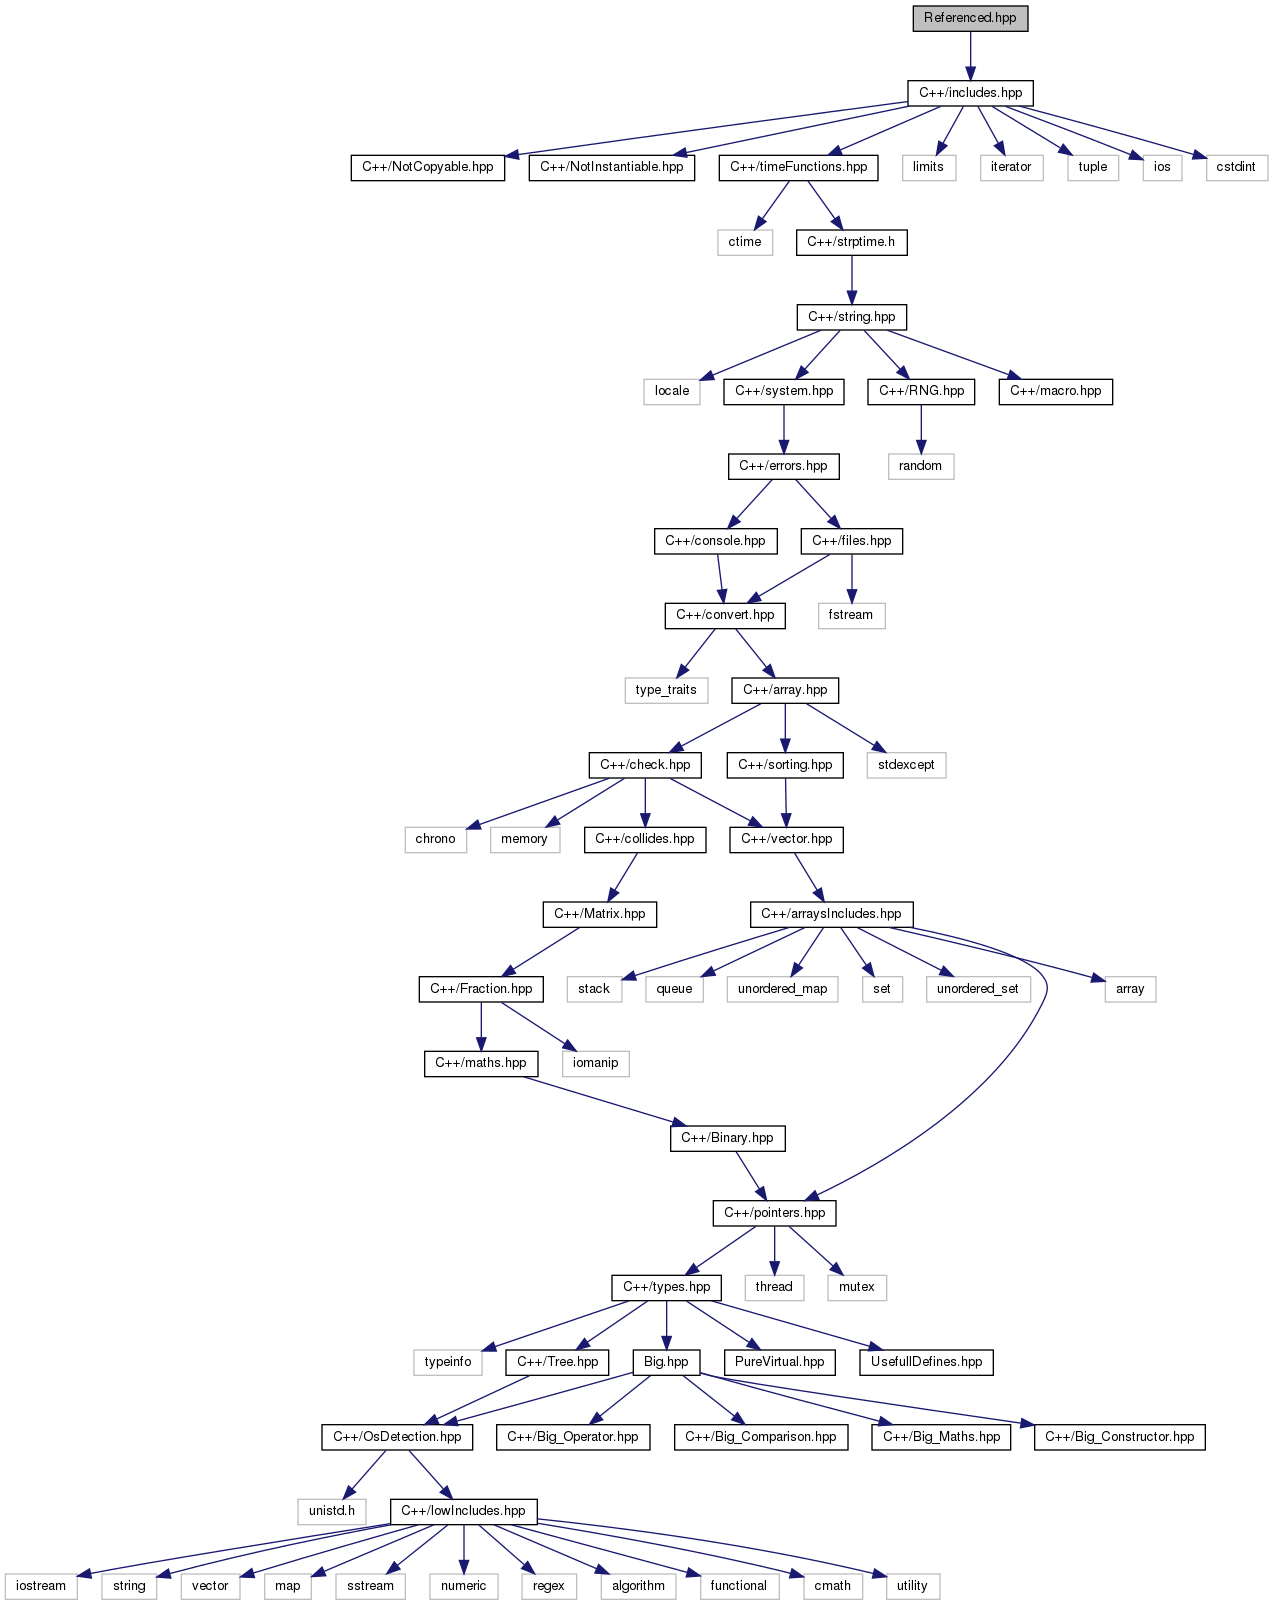 Referenced.hpp
C++/includes.hpp
C++/NotCopyable.hpp
C++/NotInstantiable.hpp
C++/timeFunctions.hpp
limits
iterator
tuple
ios
cstdint
ctime
C++/strptime.h
C++/string.hpp
locale
C++/system.hpp
C++/RNG.hpp
C++/macro.hpp
C++/errors.hpp
random
C++/console.hpp
C++/files.hpp
C++/convert.hpp
fstream
type_traits
C++/array.hpp
C++/check.hpp
C++/sorting.hpp
stdexcept
chrono
memory
C++/collides.hpp
C++/vector.hpp
C++/Matrix.hpp
C++/arraysIncludes.hpp
C++/Fraction.hpp
stack
queue
unordered_map
set
unordered_set
array
C++/maths.hpp
iomanip
C++/Binary.hpp
C++/pointers.hpp
C++/types.hpp
thread
mutex
typeinfo
C++/Tree.hpp
Big.hpp
PureVirtual.hpp
UsefullDefines.hpp
C++/OsDetection.hpp
C++/Big_Operator.hpp
C++/Big_Comparison.hpp
C++/Big_Maths.hpp
C++/Big_Constructor.hpp
unistd.h
C++/lowIncludes.hpp
iostream
string
vector
map
sstream
numeric
regex
algorithm
functional
cmath
utility